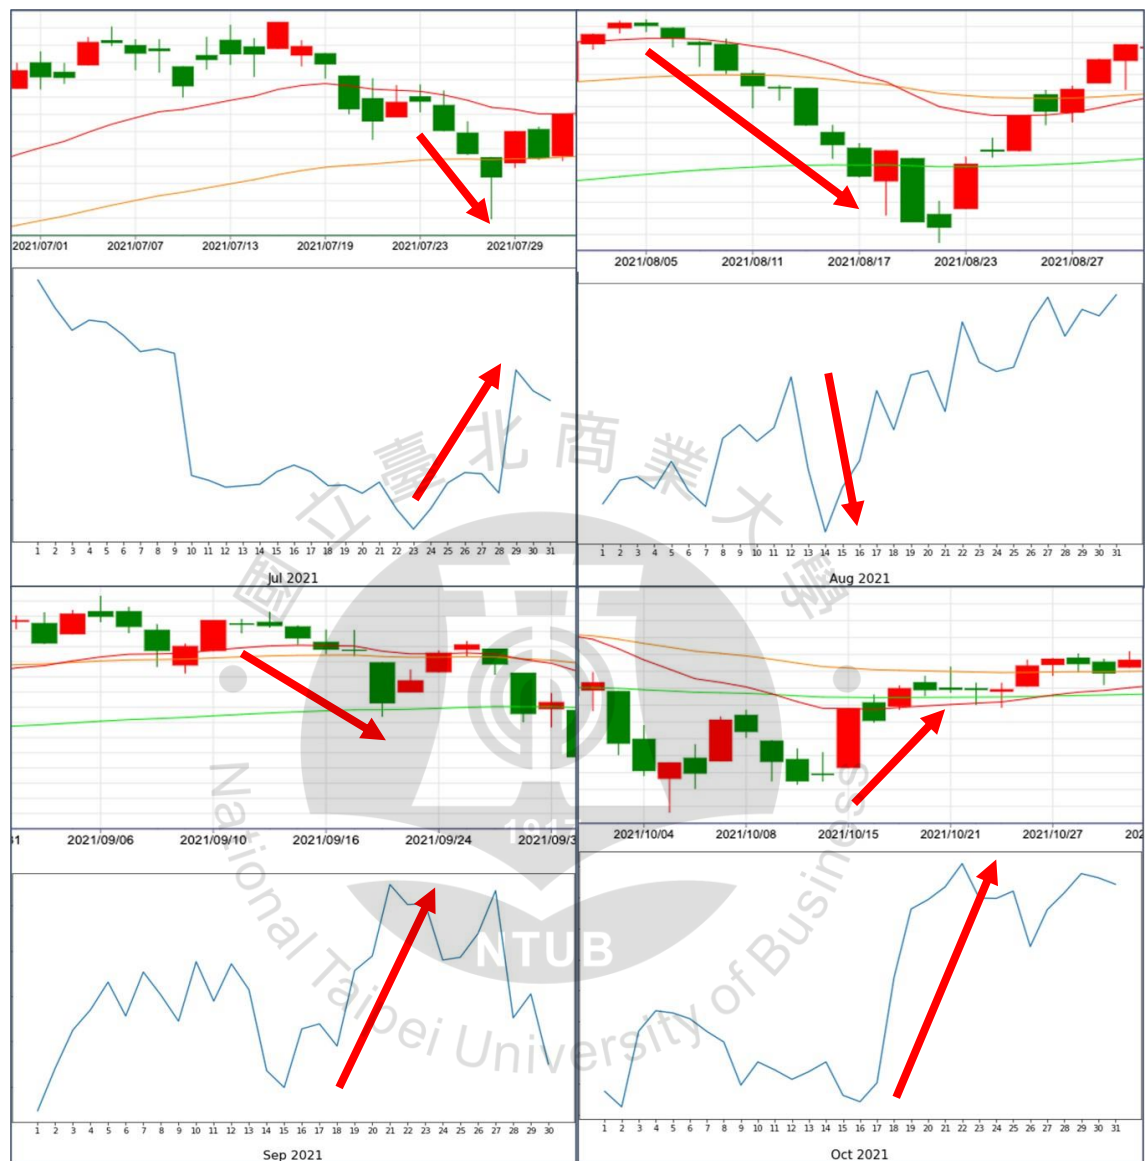 2021/07/01 2021/07/07 2021/07/13 2021/07/19 2021/07/23 2021/07/29
2021/08/05 2021/08/11 2021/08/17 2021/08/23 2021/08/27
1 2 3 4 5 6 7 8 9 10 11 12 13 14 15 16 17 18 19 20 21 22 23 24 25 26 27 28 29 30 31
Jul 2021
1 2 3 4 5 6 7 8 9 10 11 12 13 14 15 16 17 18 19 20 21 22 23 24 25 26 27 28 29 30 31
Aug 2021
國立臺北商業大學
31 2021/09/06 2021/09/10 2021/09/16 2021/09/24 2021/09/3
2021/10/04 2021/10/08 2021/10/15 2021/10/21 2021/10/27 202
1917
NTUB
National Taipei University of Business
1 2 3 4 5 6 7 8 9 10 11 12 13 14 15 16 17 18 19 20 21 22 23 24 25 26 27 28 29 30
Sep 2021
1 2 3 4 5 6 7 8 9 10 11 12 13 14 15 16 17 18 19 20 21 22 23 24 25 26 27 28 29 30 31
Oct 2021